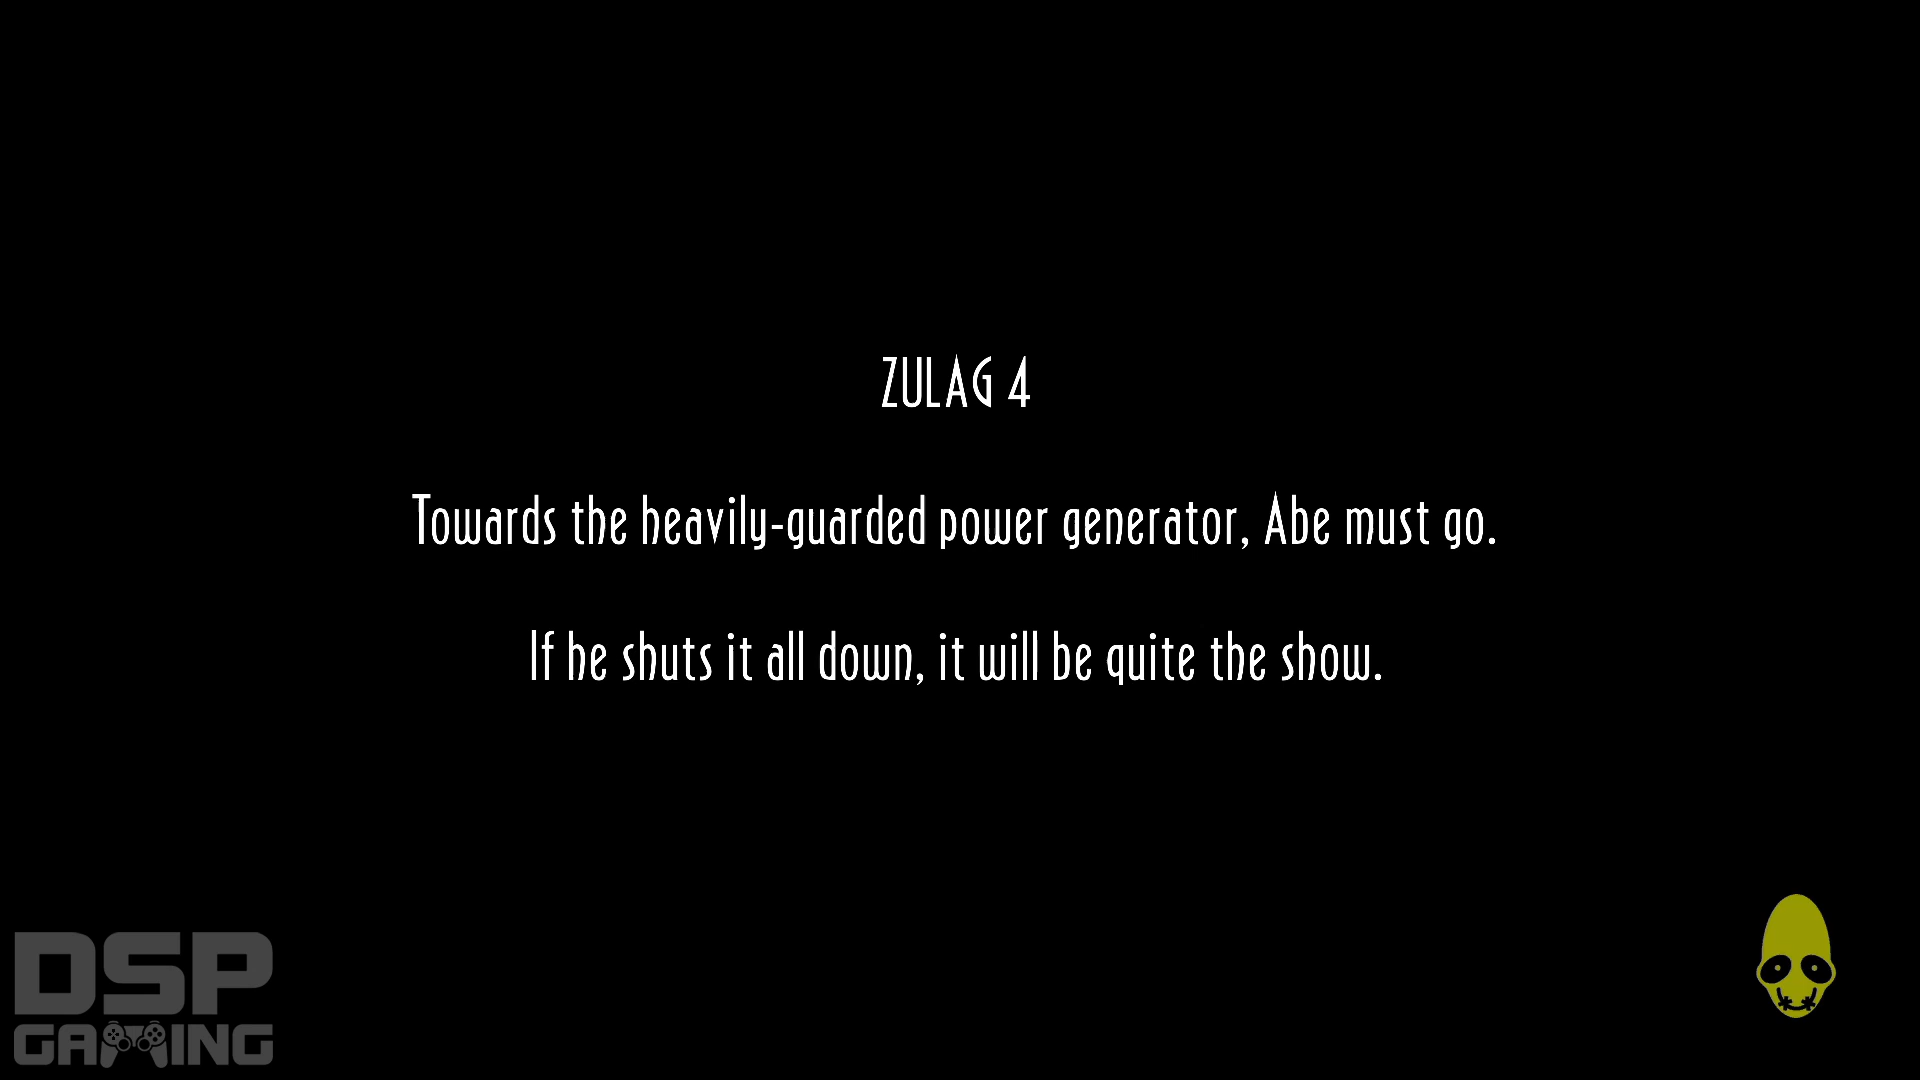 ZULAG 4
Towards the heavily-guarded power generator, Abe must go.
If he shuts it all down, it will be quite the show.
DSP
GAMING